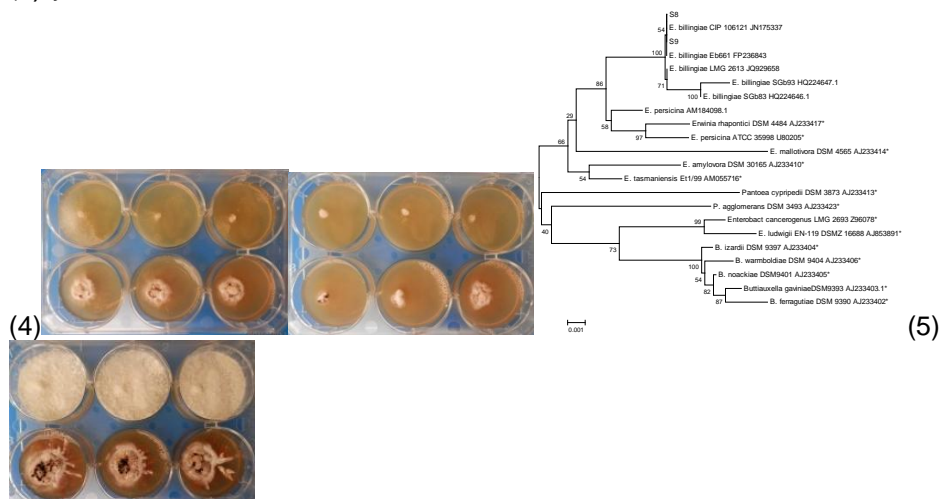 S8
54
E. billingiae CIP 106121 JN175337
S9
100
E. billingiae Eb661 FP236843
E. billingiae LMG 2613 JQ929658
71
E. billingiae SGb93 HQ224647.1
100
E. billingiae SGb83 HQ224646.1
86
E. persicina AM184098.1
29
58
Erwinia rhapontici DSM 4484 AJ233417*
97
E. persicina ATCC 35998 U80205*
66
E. mallotivora DSM 4565 AJ233414*
E. amylovora DSM 30165 AJ233410*
54
E. tasmaniensis Et1/99 AM055716*
Pantoea cypripedii DSM 3873 AJ233413*
P. agglomerans DSM 3493 AJ233423*
40
99
Enterobact cancerogenus LMG 2693 Z96078*
E. ludwigii EN-119 DSMZ 16688 AJ853891*
73
B. izardii DSM 9397 AJ233404*
100
B. warmboldiae DSM 9404 AJ233406*
54
B. noackiae DSM9401 AJ233405*
82
Buttiauxella gaviniaeDSM9393 AJ233403.1*
87
B. ferragutiae DSM 9390 AJ233402*
0.001
(4)
(5)